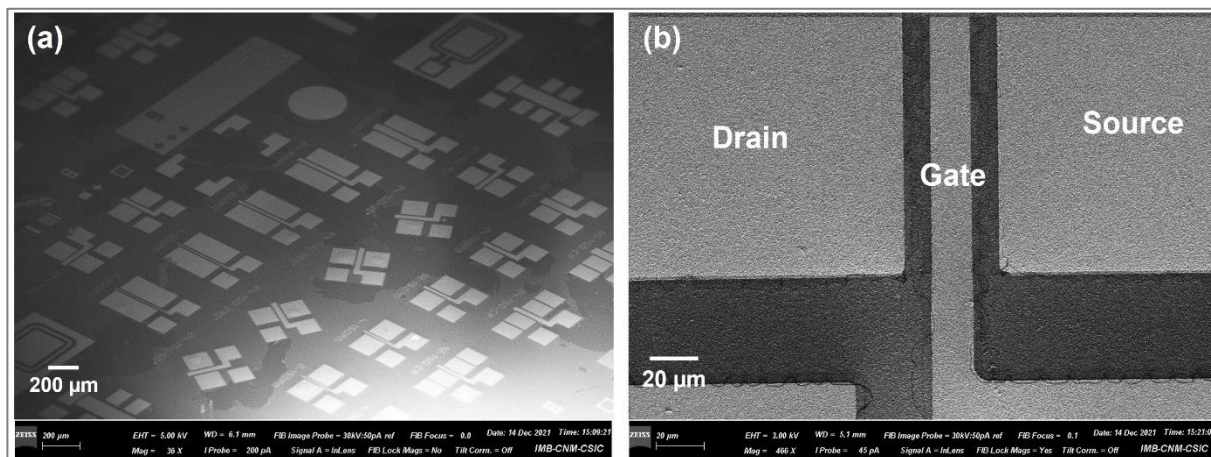 (a)
200 µm
ZEISS
200 µm
EHT = 5.00 kV
WD = 6.1 mm
FIB Image Probe = 30kV:50pA ref
FIB Focus = 0.0
Date: 14 Dec 2021
Time: 15:09:21
Mag = 36 X
I Probe = 200 pA
Signal A = InLens
FIB Lock Mags = No
Tilt Corrn. = Off
IMB-CNM-CSIC
(b)
Drain
Source
Gate
20 µm
ZEISS
20 µm
EHT = 3.00 kV
WD = 5.1 mm
FIB Image Probe = 30kV:50pA ref
FIB Focus = 0.1
Date: 14 Dec 2021
Time: 15:21:0
Mag = 466 X
I Probe = 45 pA
Signal A = InLens
FIB Lock Mags = Yes
Tilt Corrn. = Off
IMB-CNM-CSIC